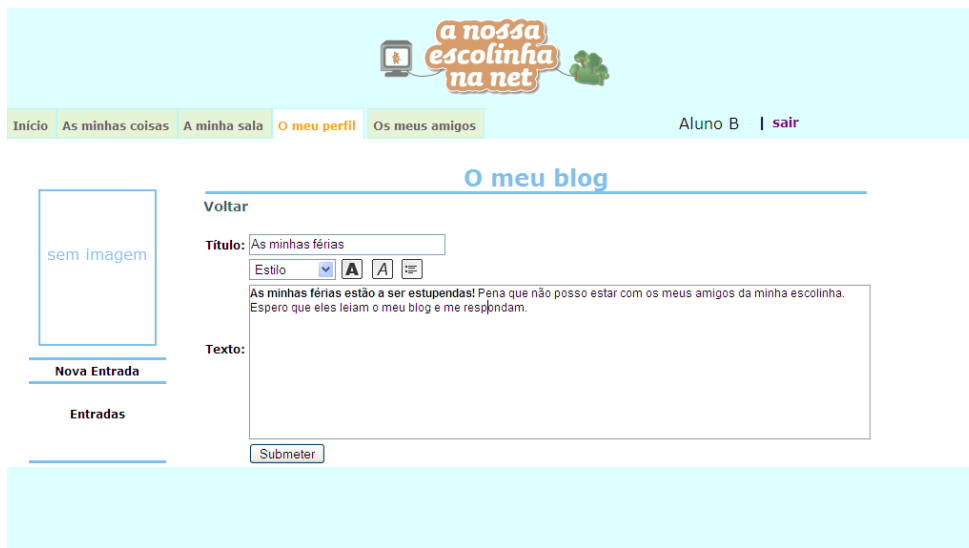 a nossa
escolinha
na net
Início As minhas coisas A minha sala O meu perfil Os meus amigos Aluno B | sair
O meu blog
Voltar
sem imagem
Título: As minhas férias
Estilo A A
As minhas férias estão a ser estupendas! Pena que não posso estar com os meus amigos da minha escolinha.
Espero que eles leiam o meu blog e me respondam.
Texto:
Nova Entrada
Entradas
Submeter